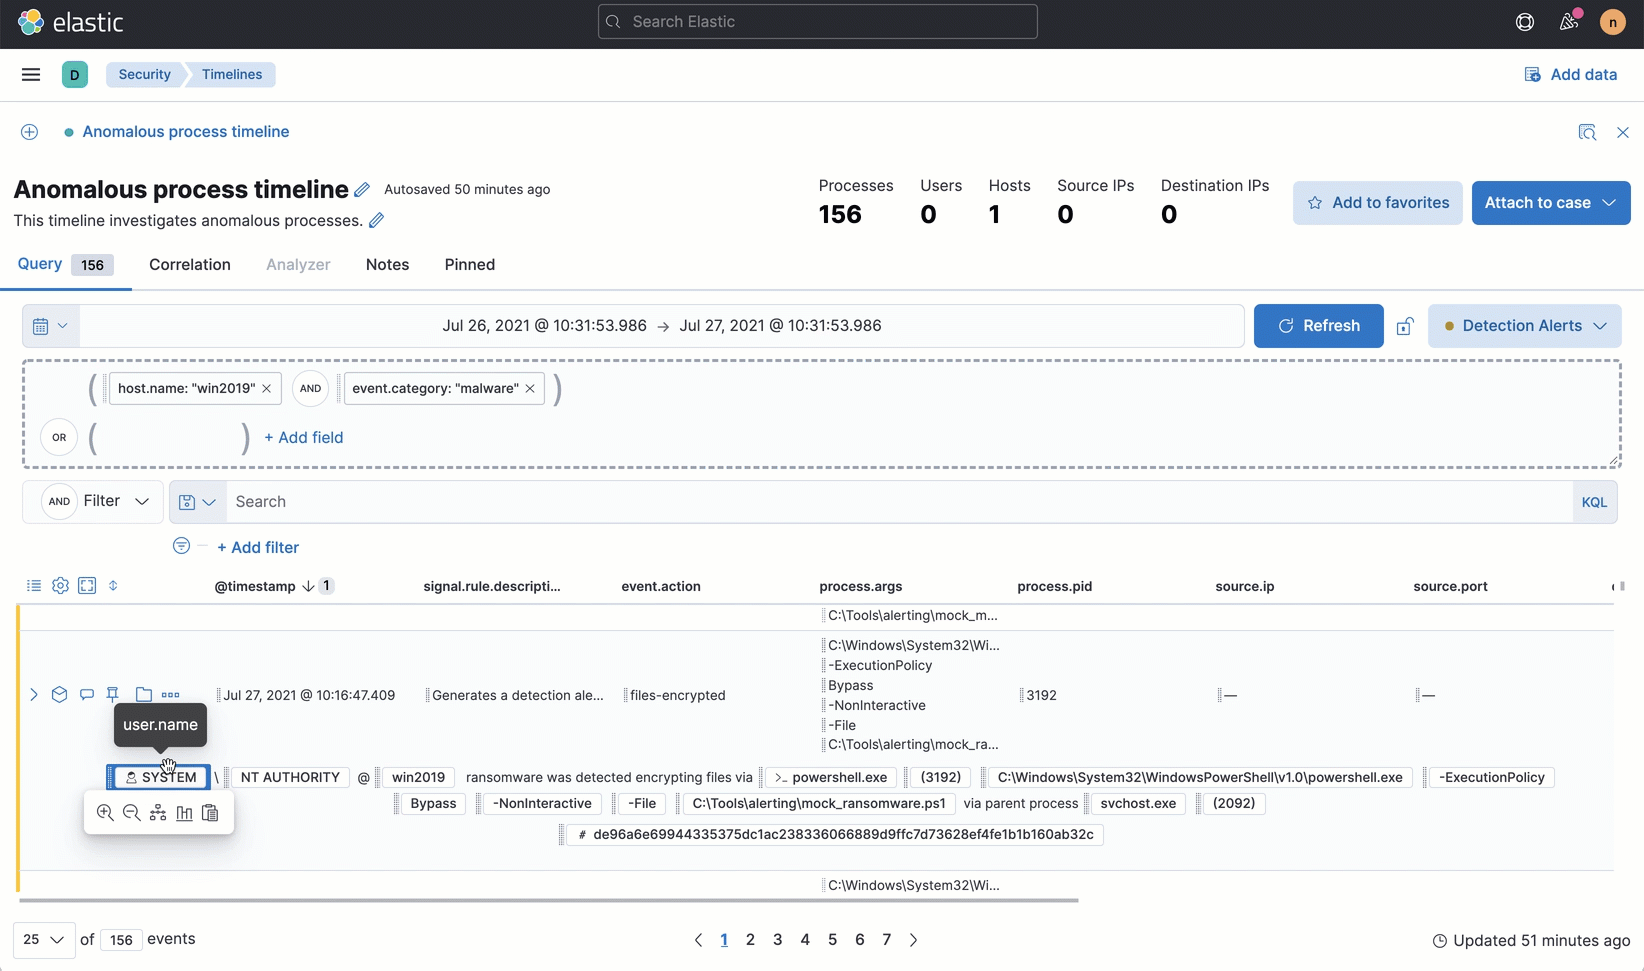 elastic
Search Elastic
n
D
Security
Timelines
Add data
Anomalous process timeline
Anomalous process timeline
Autosaved 50 minutes ago
This timeline investigates anomalous processes.
Processes Users Hosts Source IPs Destination IPs
156 0 1 0 0
Add to favorites
Attach to case
Query 156 Correlation Analyzer Notes Pinned
Jul 26, 2021 @ 10:31:53.986 → Jul 27, 2021 @ 10:31:53.986
Refresh
Detection Alerts
( host.name: "win2019" × AND event.category: "malware" × )
OR ( ) + Add field
AND Filter
Search
KQL
+ Add filter
@timestamp ↓ 1 signal.rule.descripti... event.action process.args process.pid source.ip source.port
C:\Tools\alerting\mock_m...
C:\Windows\System32\Wi...
-ExecutionPolicy
Bypass
Jul 27, 2021 @ 10:16:47.409 Generates a detection ale... files-encrypted 3192 — —
-NonInteractive
-File
C:\Tools\alerting\mock_ra...
user.name
SYSTEM \ NT AUTHORITY @ win2019 ransomware was detected encrypting files via >_ powershell.exe (3192) C:\Windows\System32\WindowsPowerShell\v1.0\powershell.exe -ExecutionPolicy
Bypass -NonInteractive -File C:\Tools\alerting\mock_ransomware.ps1 via parent process svchost.exe (2092)
# de96a6e69944335375dc1ac238336066889d9ffc7d73628ef4fe1b1b160ab32c
C:\Windows\System32\Wi...
25 of 156 events
1 2 3 4 5 6 7
Updated 51 minutes ago